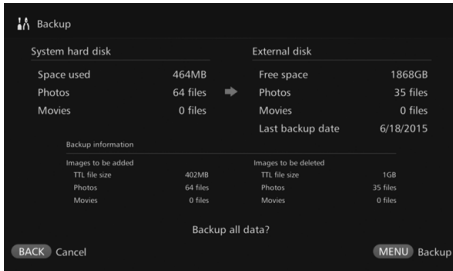 Backup
System hard disk
External disk
Space used 464MB
Free space 1868GB
Photos 64 files
Photos 35 files
Movies 0 files
Movies 0 files
Last backup date 6/18/2015
Backup information
Images to be added
Images to be deleted
TTL file size 402MB
TTL file size 1GB
Photos 64 files
Photos 35 files
Movies 0 files
Movies 0 files
Backup all data?
BACK Cancel
MENU Backup